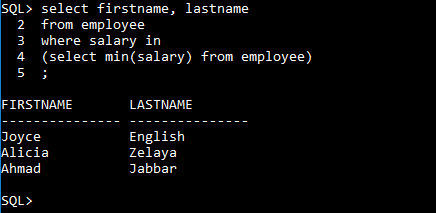 SQL> select firstname, lastname
  2  from employee
  3  where salary in
  4  (select min(salary) from employee)
  5  ;
FIRSTNAME       LASTNAME
--------------- ---------------
Joyce           English
Alicia          Zelaya
Ahmad           Jabbar
SQL>